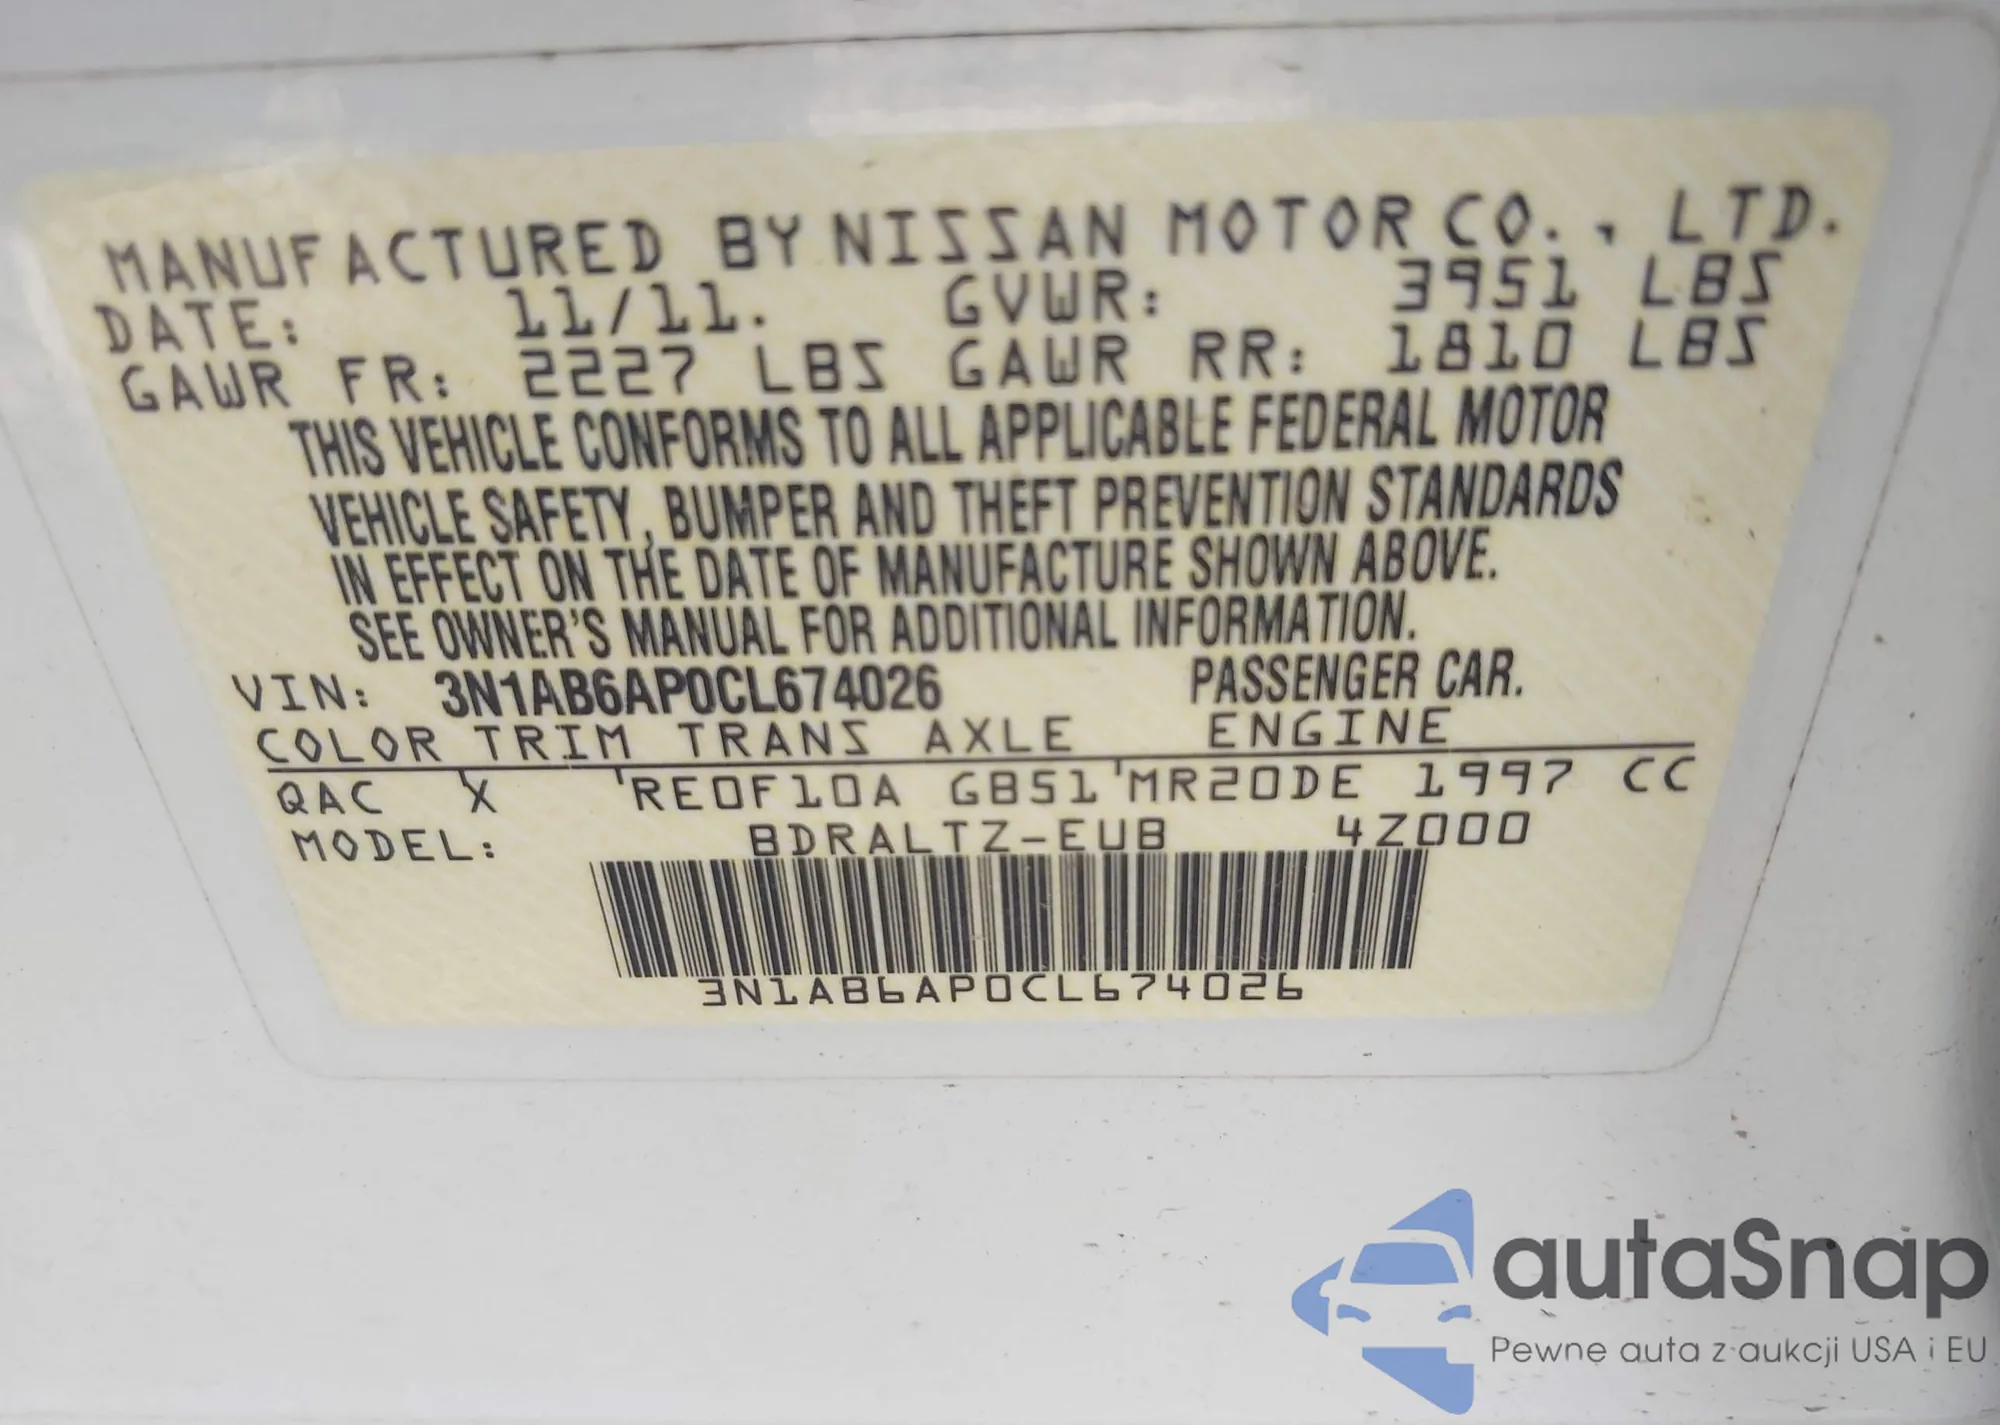 MANUFACTURED BY NISSAN MOTOR CO., LTD.
DATE: 11/11. GVWR: 3951 LBS
GAWR FR: 2227 LBS GAWR RR: 1810 LBS
THIS VEHICLE CONFORMS TO ALL APPLICABLE FEDERAL MOTOR
VEHICLE SAFETY, BUMPER AND THEFT PREVENTION STANDARDS
IN EFFECT ON THE DATE OF MANUFACTURE SHOWN ABOVE.
SEE OWNER'S MANUAL FOR ADDITIONAL INFORMATION.
VIN: 3N1AB6AP0CL674026 PASSENGER CAR.
COLOR TRIM TRANS AXLE ENGINE
QAC X RE0F10A GB51 MR20DE 1997 CC
MODEL: BDRALTZ-EUB 4Z000
3N1AB6AP0CL674026
autaSnap
Pewne auta z aukcji USA i EU